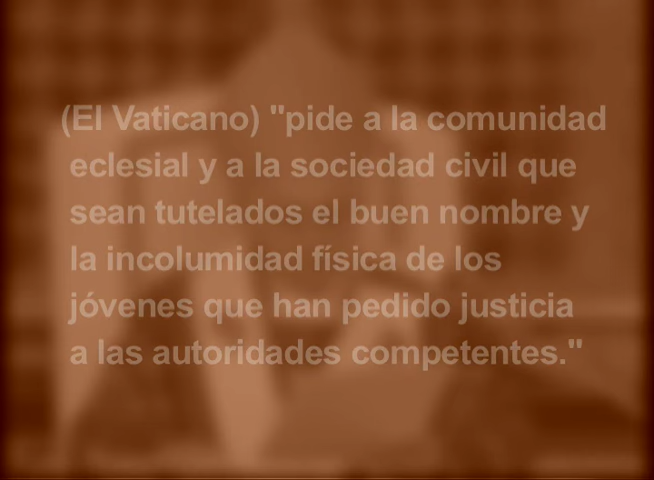 (El Vaticano) "pide a la comunidad
eclesial y a la sociedad civil que
sean tutelados el buen nombre y
la incolumidad física de los
jóvenes que han pedido justicia
a las autoridades competentes."